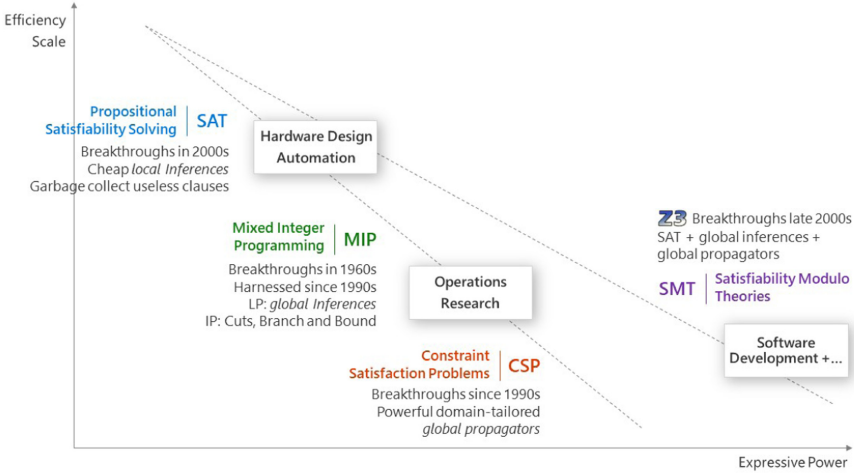 Efficiency
Scale
Propositional
Satisfiability Solving
SAT
Breakthroughs in 2000s
Cheap local Inferences
Garbage collect useless clauses
Hardware Design
Automation
Mixed Integer
Programming
MIP
Breakthroughs in 1960s
Harnessed since 1990s
LP: global Inferences
IP: Cuts, Branch and Bound
Operations
Research
Z3 Breakthroughs late 2000s
SAT + global inferences +
global propagators
SMT
Satisfiability Modulo
Theories
Software
Development +...
Constraint
Satisfaction Problems
CSP
Breakthroughs since 1990s
Powerful domain-tailored
global propagators
Expressive Power